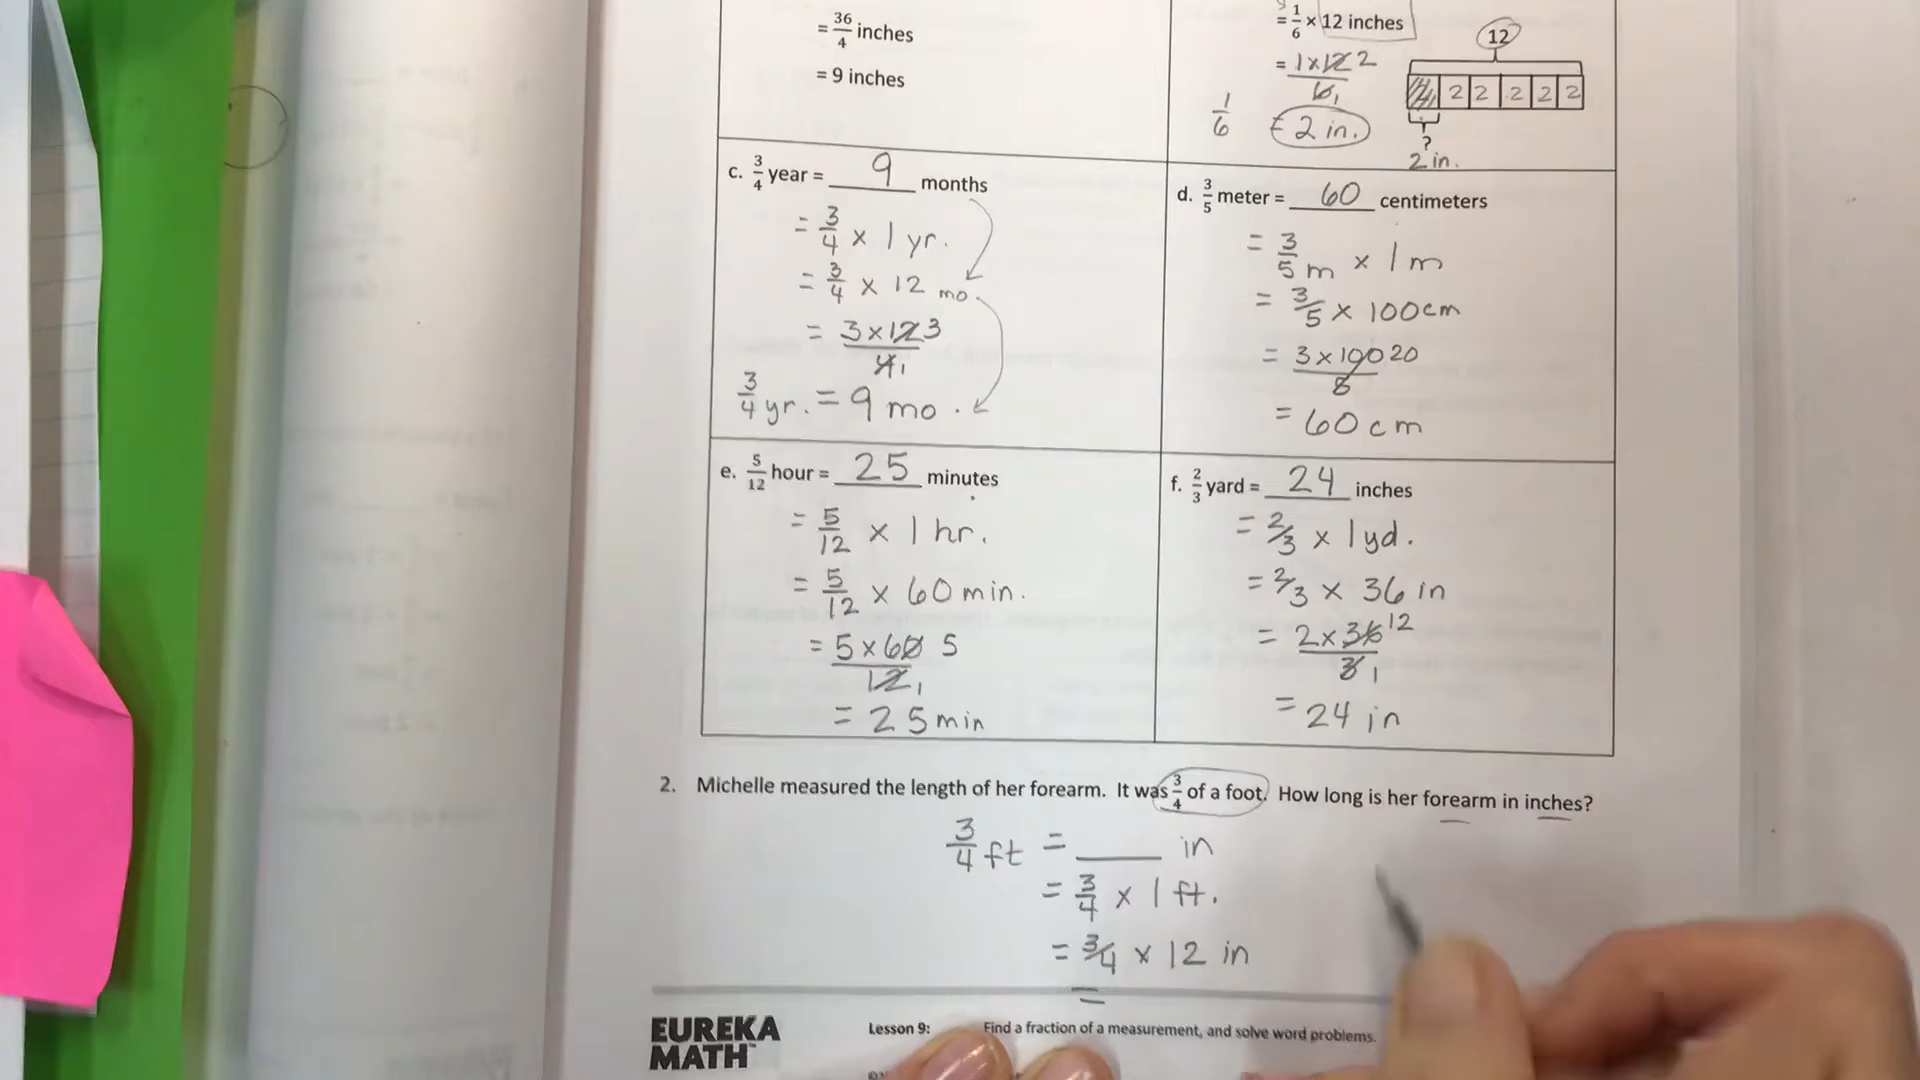 = 36/4 inches
= 9 inches
= 1/6 × 12 inches
= 1 × 12 2
6 1
1/6
= 2 in.
12
2 2 2 2 2
?
2 in.
c. 3/4 year = 9 months
= 3/4 × 1 yr.
= 3/4 × 12 mo.
= 3 × 12 3
4 1
3/4 yr. = 9 mo.
d. 3/5 meter = 60 centimeters
= 3/5 m × 1 m
= 3/5 × 100 cm
= 3 × 100 20
5
= 60 cm
e. 5/12 hour = 25 minutes
= 5/12 × 1 hr.
= 5/12 × 60 min.
= 5 × 60 5
12 1
= 25 min
f. 2/3 yard = 24 inches
= 2/3 × 1 yd.
= 2/3 × 36 in
= 2 × 36 12
3 1
= 24 in
2. Michelle measured the length of her forearm. It was 3/4 of a foot. How long is her forearm in inches?
3/4 ft = ____ in
= 3/4 × 1 ft.
= 3/4 × 12 in
=
EUREKA
MATH™
Lesson 9: Find a fraction of a measurement, and solve word problems.